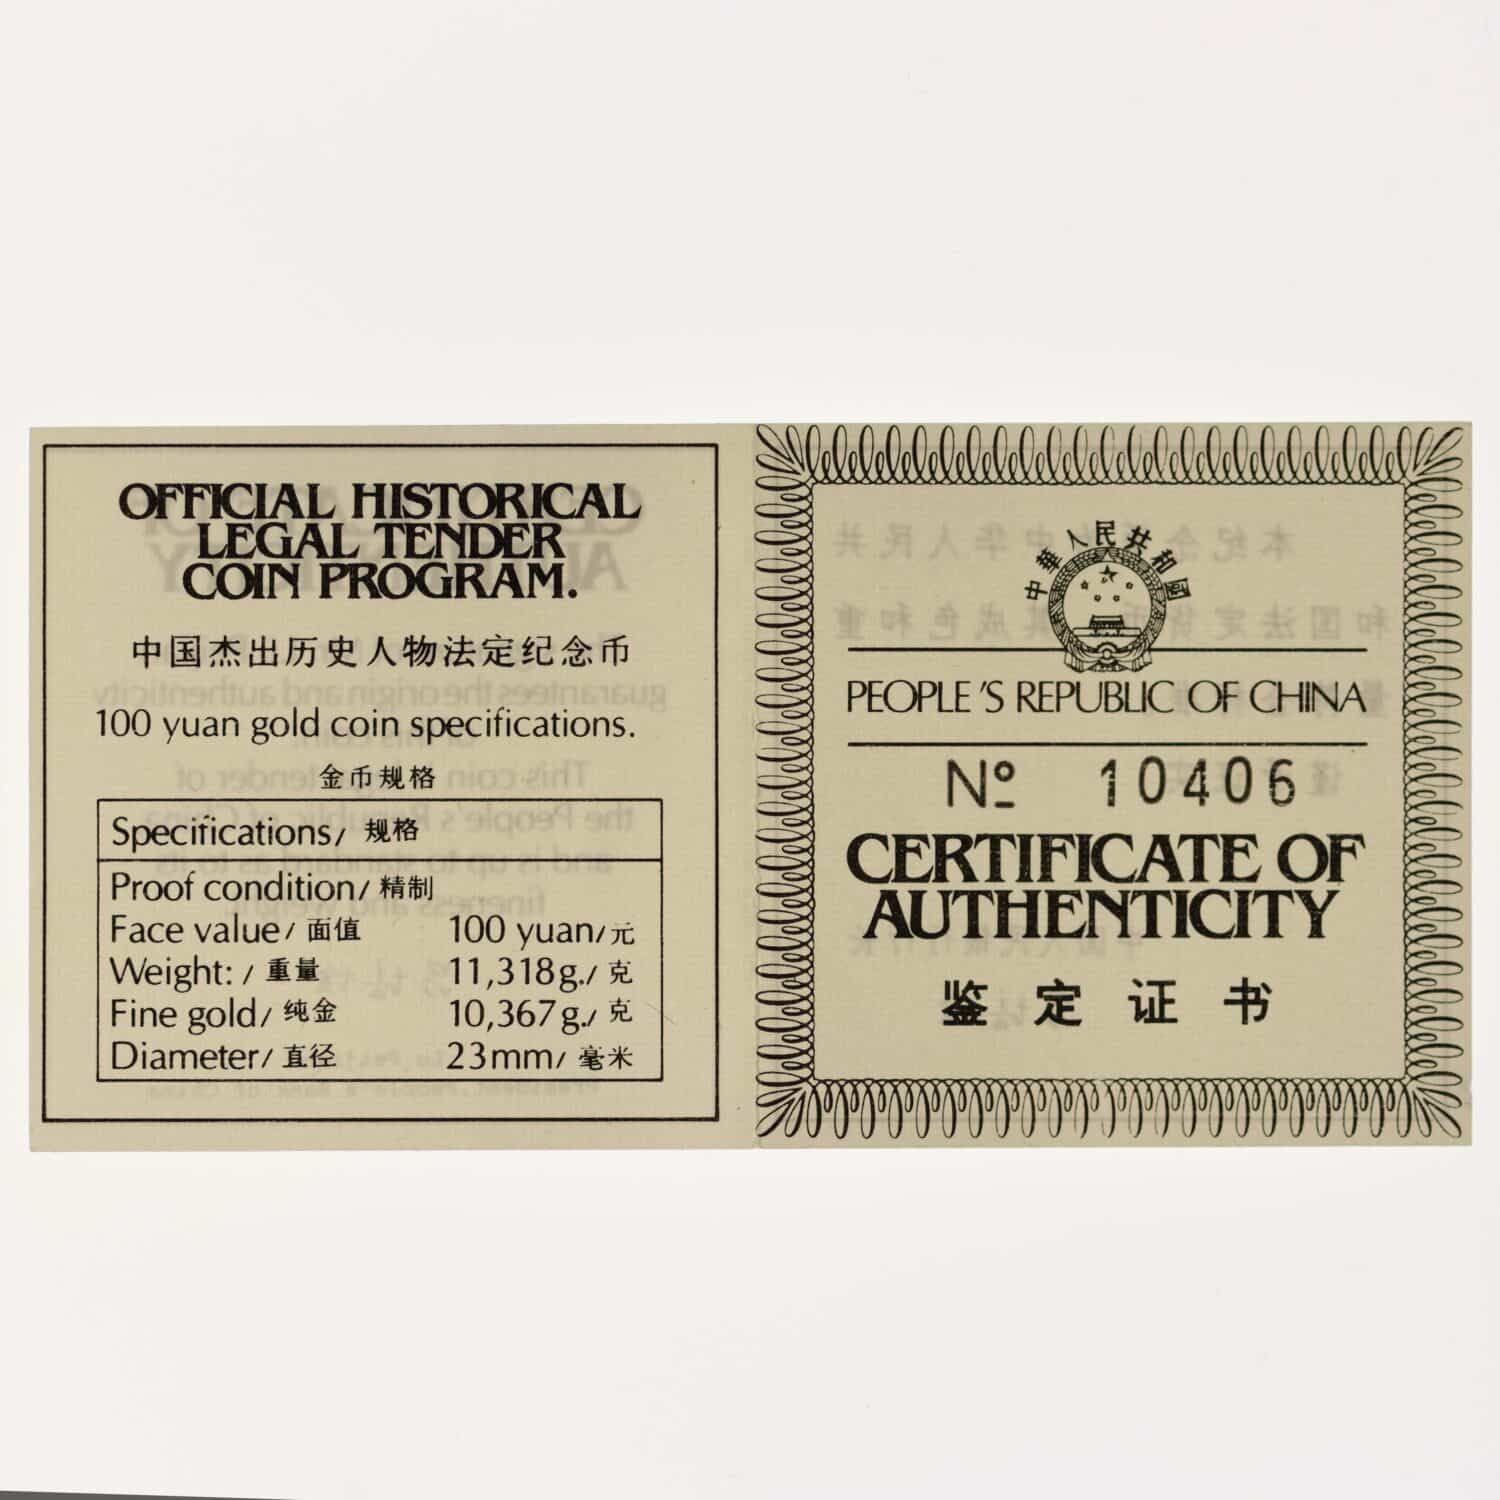 OFFICIAL HISTORICAL
LEGAL TENDER
COIN PROGRAM.
中国杰出历史人物法定纪念币
100 yuan gold coin specifications.
金币规格
Specifications/ 规格
Proof condition/ 精制
Face value/ 面值 100 yuan/元
Weight: / 重量 11,318g./ 克
Fine gold/ 纯金 10,367g./ 克
Diameter/ 直径 23mm/ 毫米
中華人民共和國
PEOPLE'S REPUBLIC OF CHINA
Nº 10406
CERTIFICATE OF
AUTHENTICITY
鉴定证书